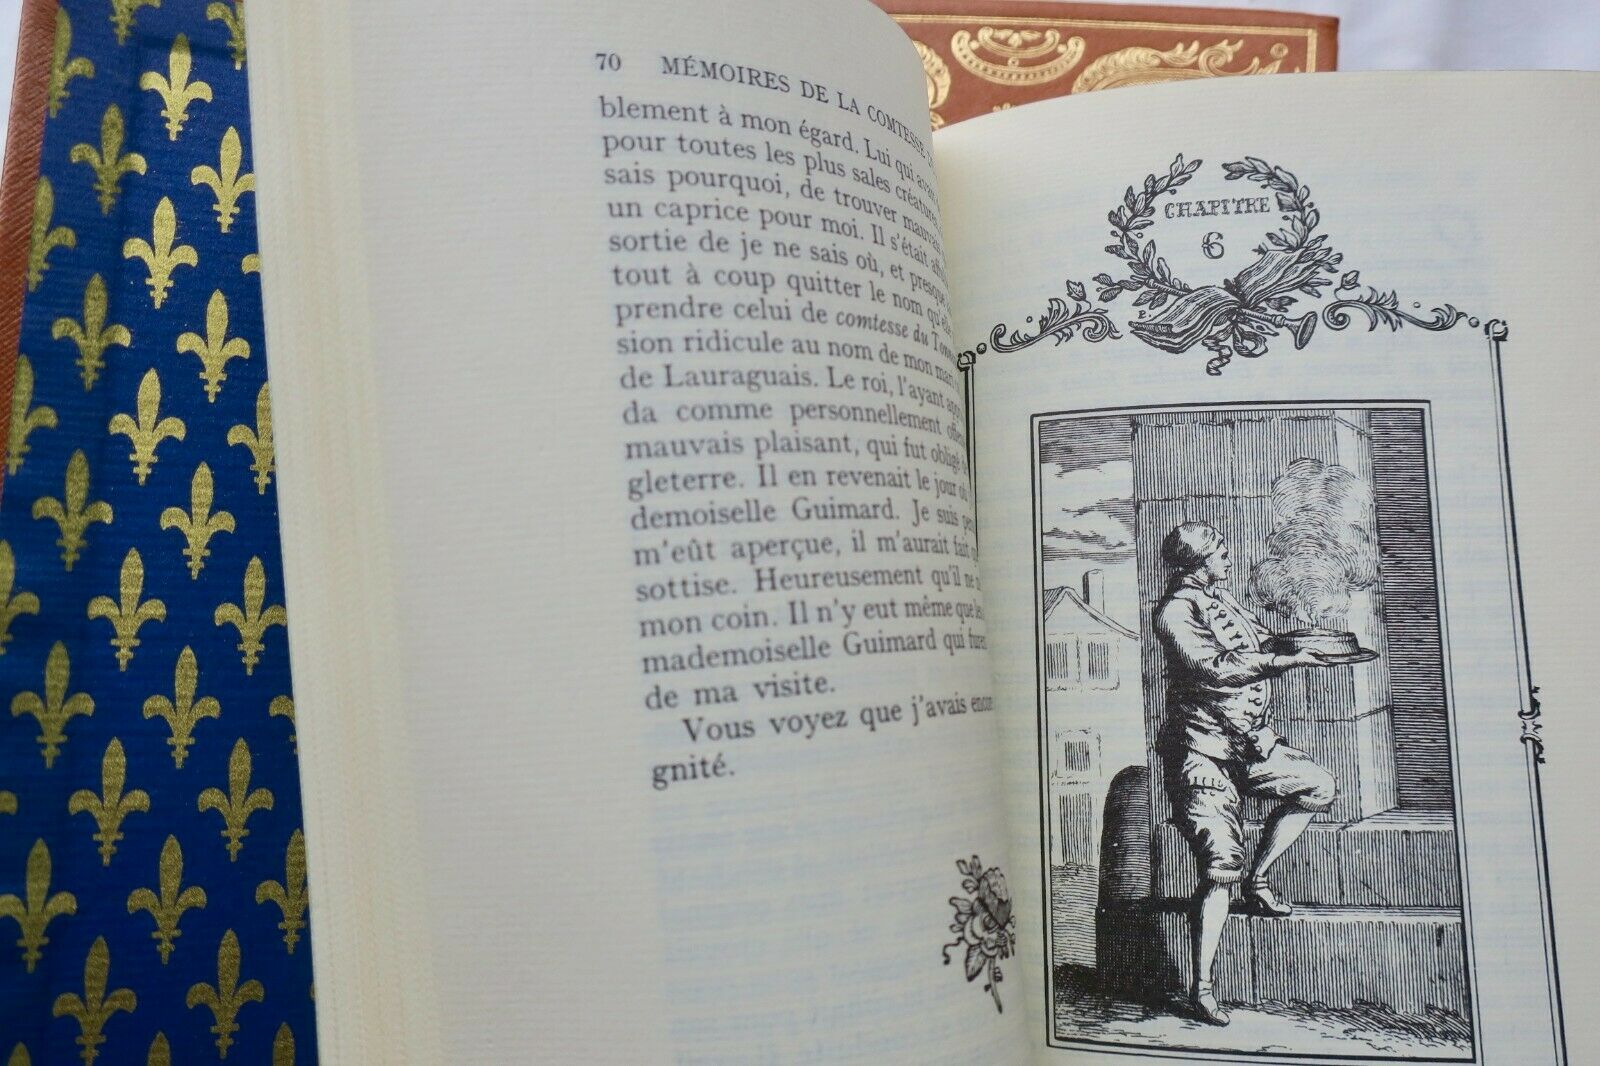 70 MÉMOIRES DE LA COMTESSE
blement à mon égard. Lui qui avait
pour toutes les plus sales créatures
sais pourquoi, de trouver mauvais
un caprice pour moi. Il s'était
sortie de je ne sais où, et presque
tout à coup quitter le nom qu'elle
prendre celui de comtesse du
sion ridicule au nom de mon mari
de Lauraguais. Le roi, l'ayant
da comme personnellement
mauvais plaisant, qui fut obligé
gleterre. Il en revenait le jour où
demoiselle Guimard. Je suis
m'eût aperçue, il m'aurait fait
sottise. Heureusement qu'il ne
mon coin. Il n'y eut même que
mademoiselle Guimard qui
de ma visite.
Vous voyez que j'avais
gnité.
CHAPITRE
6